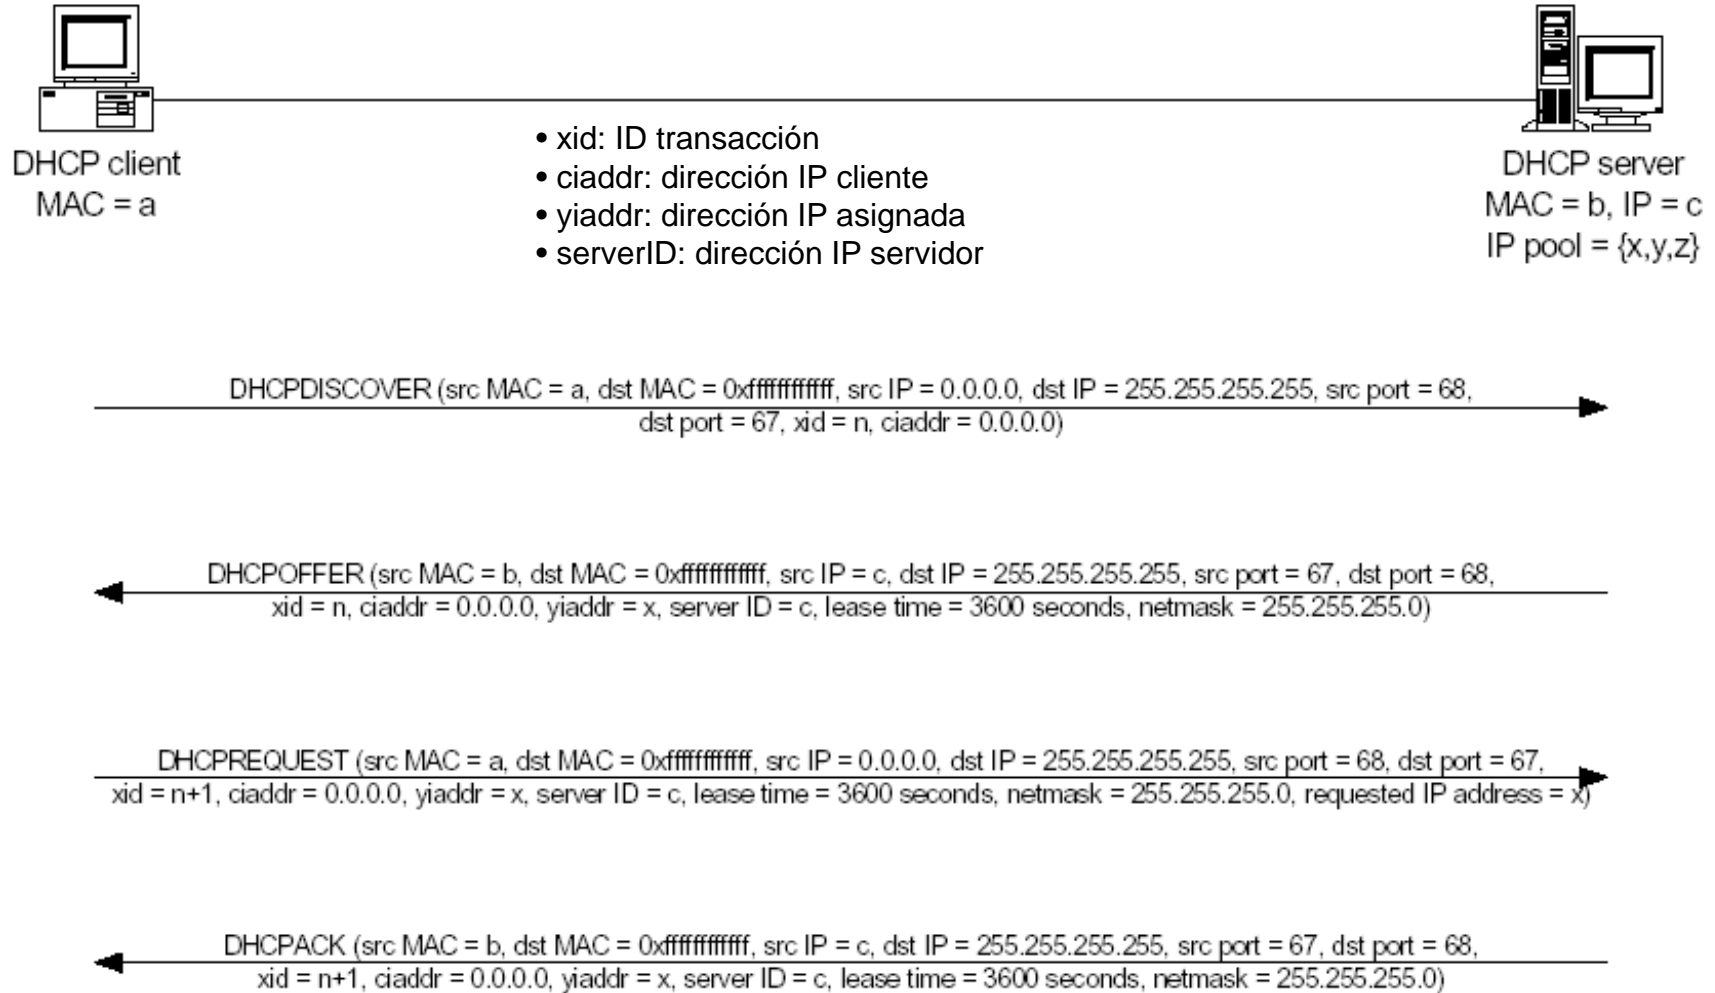 DHCP client
MAC = a
• xid: ID transacción
• ciaddr: dirección IP cliente
• yiaddr: dirección IP asignada
• serverID: dirección IP servidor
DHCP server
MAC = b, IP = c
IP pool = {x,y,z}
DHCPDISCOVER (src MAC = a, dst MAC = 0xffffffffffff, src IP = 0.0.0.0, dst IP = 255.255.255.255, src port = 68,
dst port = 67, xid = n, ciaddr = 0.0.0.0)
DHCPOFFER (src MAC = b, dst MAC = 0xffffffffffff, src IP = c, dst IP = 255.255.255.255, src port = 67, dst port = 68,
xid = n, ciaddr = 0.0.0.0, yiaddr = x, server ID = c, lease time = 3600 seconds, netmask = 255.255.255.0)
DHCPREQUEST (src MAC = a, dst MAC = 0xffffffffffff, src IP = 0.0.0.0, dst IP = 255.255.255.255, src port = 68, dst port = 67,
xid = n+1, ciaddr = 0.0.0.0, yiaddr = x, server ID = c, lease time = 3600 seconds, netmask = 255.255.255.0, requested IP address = x)
DHCPACK (src MAC = b, dst MAC = 0xffffffffffff, src IP = c, dst IP = 255.255.255.255, src port = 67, dst port = 68,
xid = n+1, ciaddr = 0.0.0.0, yiaddr = x, server ID = c, lease time = 3600 seconds, netmask = 255.255.255.0)